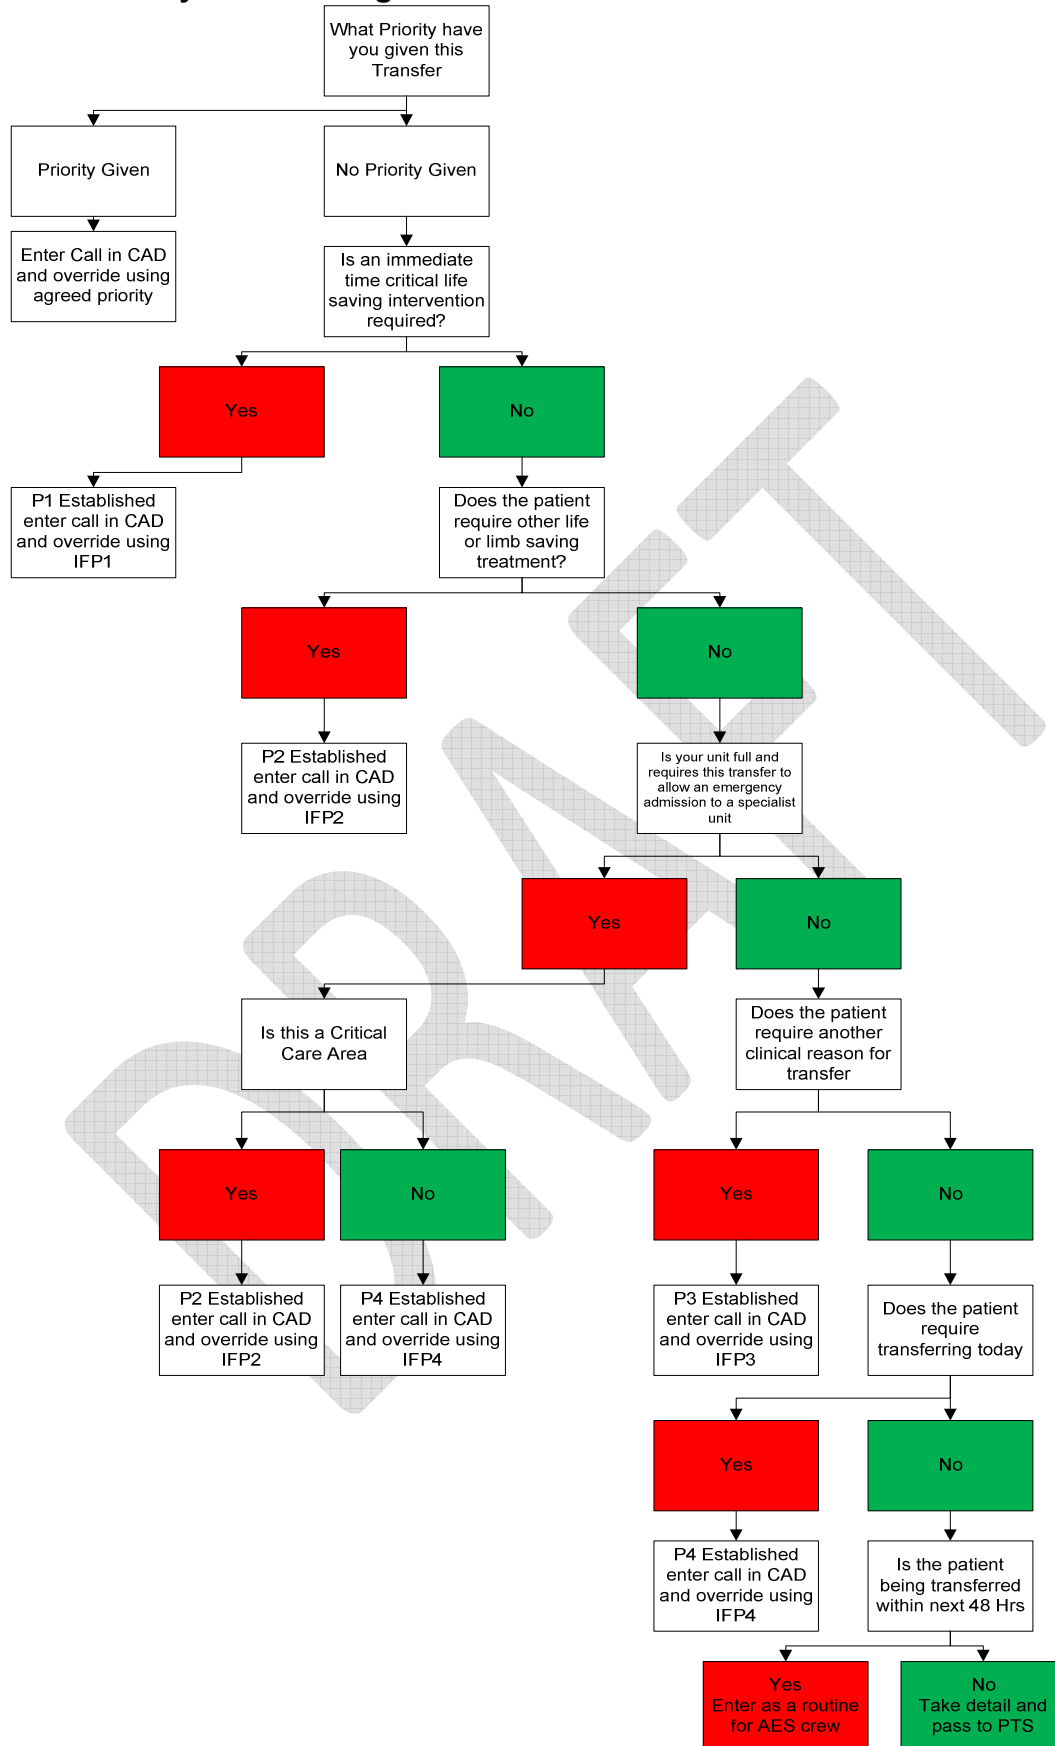 What Priority have
you given this
Transfer
Priority Given
No Priority Given
Enter Call in CAD
and override using
agreed priority
Is an immediate
time critical life
saving intervention
required?
Yes
No
P1 Established
enter call in CAD
and override using
IFP1
Does the patient
require other life
or limb saving
treatment?
Yes
No
P2 Established
enter call in CAD
and override using
IFP2
Is your unit full and
requires this transfer to
allow an emergency
admission to a specialist
unit
Yes
No
Is this a Critical
Care Area
Does the patient
require another
clinical reason for
transfer
Yes
No
Yes
No
P2 Established
enter call in CAD
and override using
IFP2
P4 Established
enter call in CAD
and override using
IFP4
P3 Established
enter call in CAD
and override using
IFP3
Does the patient
require
transferring today
Yes
No
P4 Established
enter call in CAD
and override using
IFP4
Is the patient
being transferred
within next 48 Hrs
Yes
Enter as a routine
for AES crew
No
Take detail and
pass to PTS
DRAFT